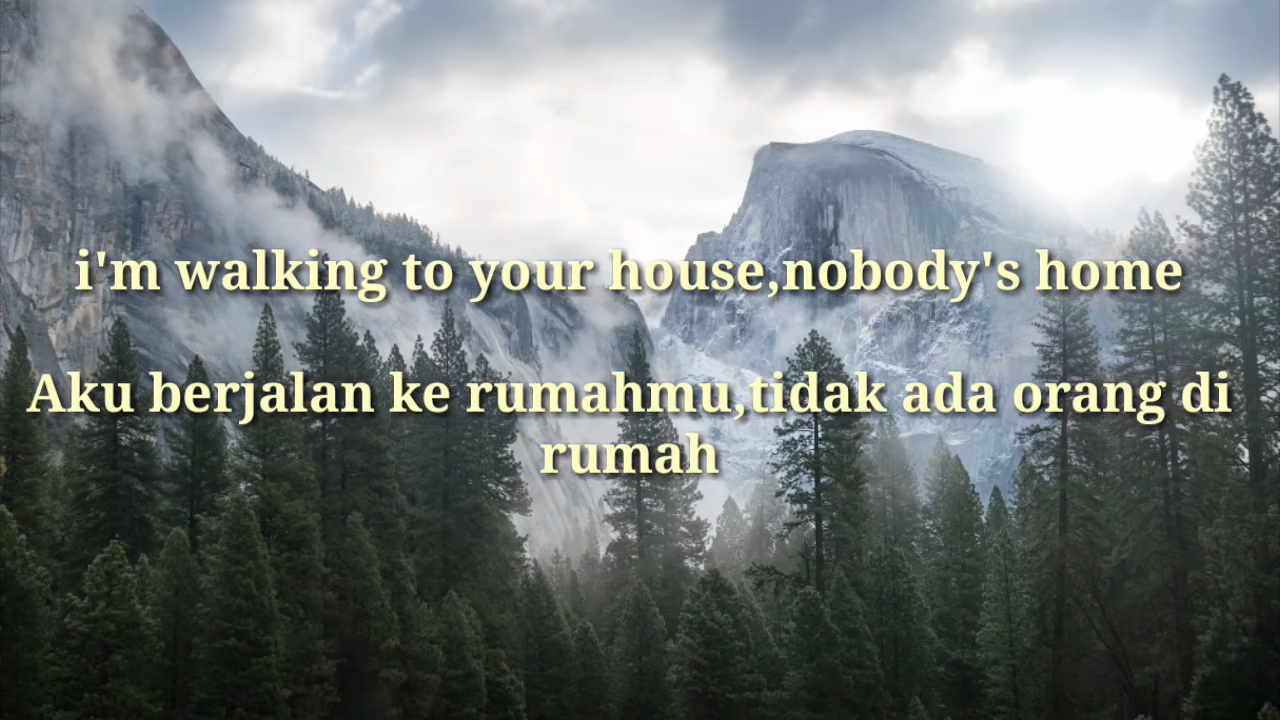 i'm walking to your house,nobody's home
Aku berjalan ke rumahmu,tidak ada orang di
rumah